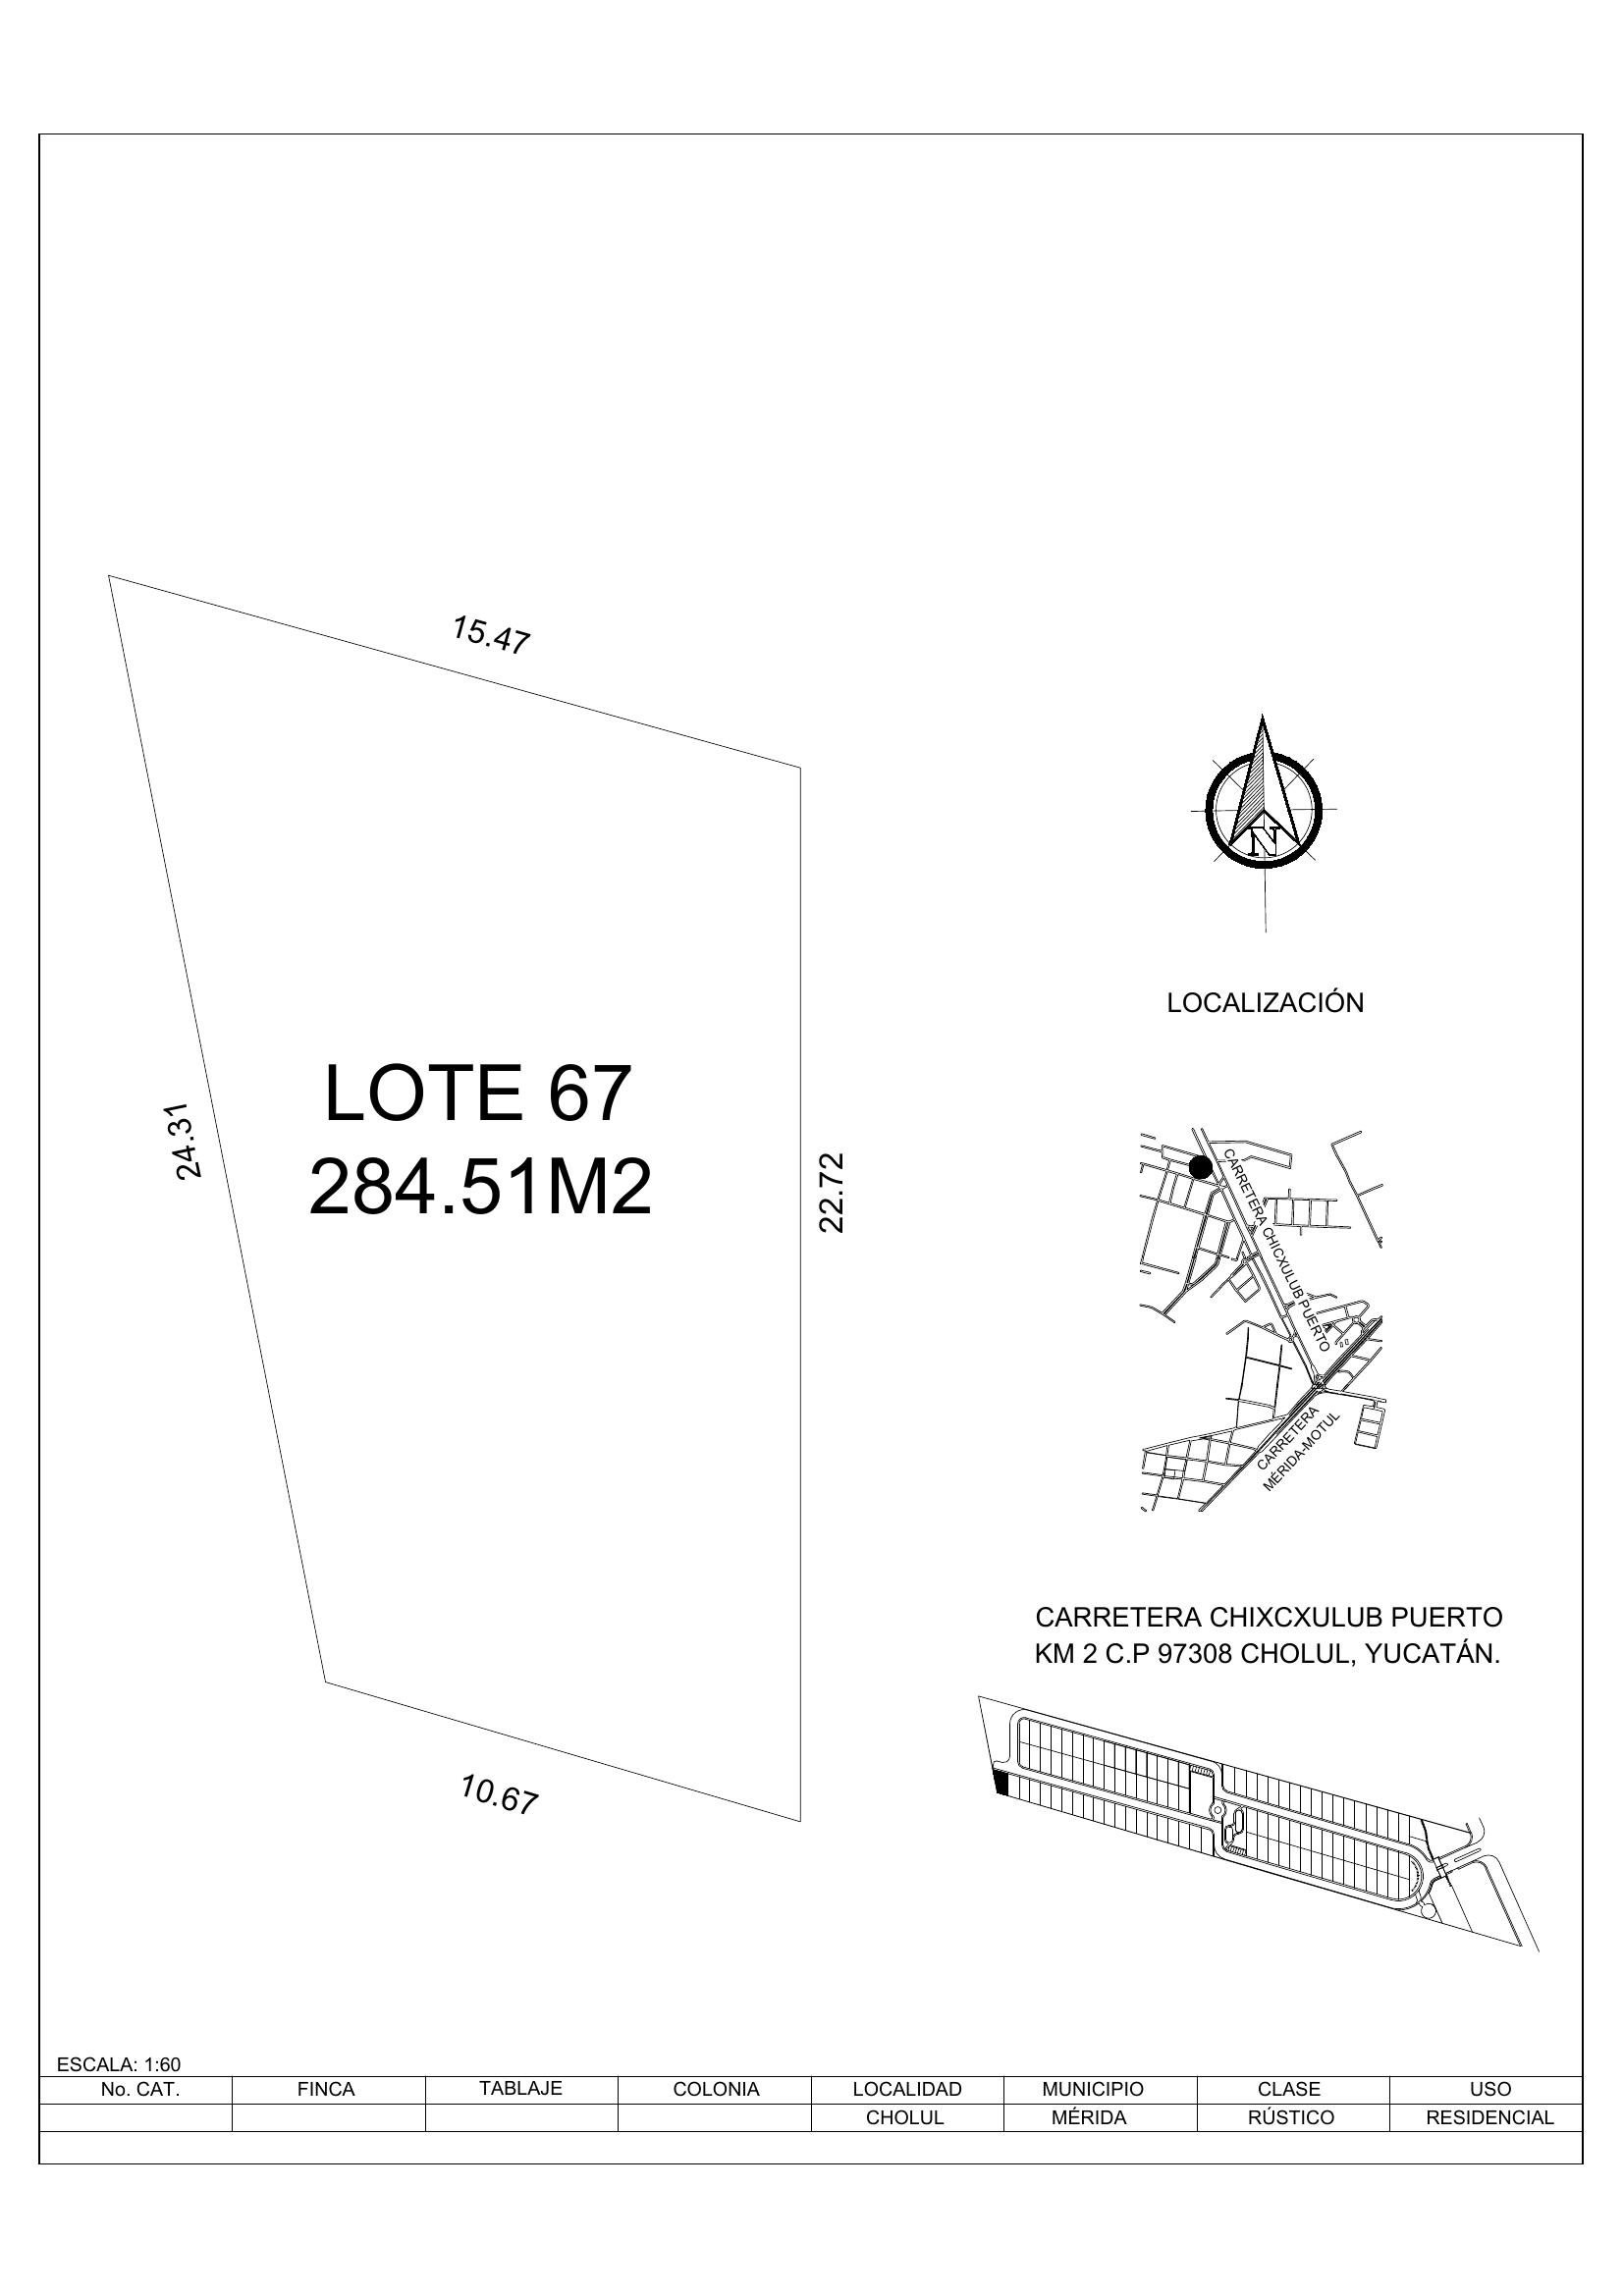 15.47
24.31
LOTE 67
284.51M2
22.72
10.67
N
LOCALIZACIÓN
CARRETERA CHICXULUB PUERTO
CARRETERA
MÉRIDA-MOTUL
CARRETERA CHIXCXULUB PUERTO
KM 2 C.P 97308 CHOLUL, YUCATÁN.
ESCALA: 1:60
No. CAT. FINCA TABLAJE COLONIA LOCALIDAD MUNICIPIO CLASE USO
CHOLUL MÉRIDA RÚSTICO RESIDENCIAL